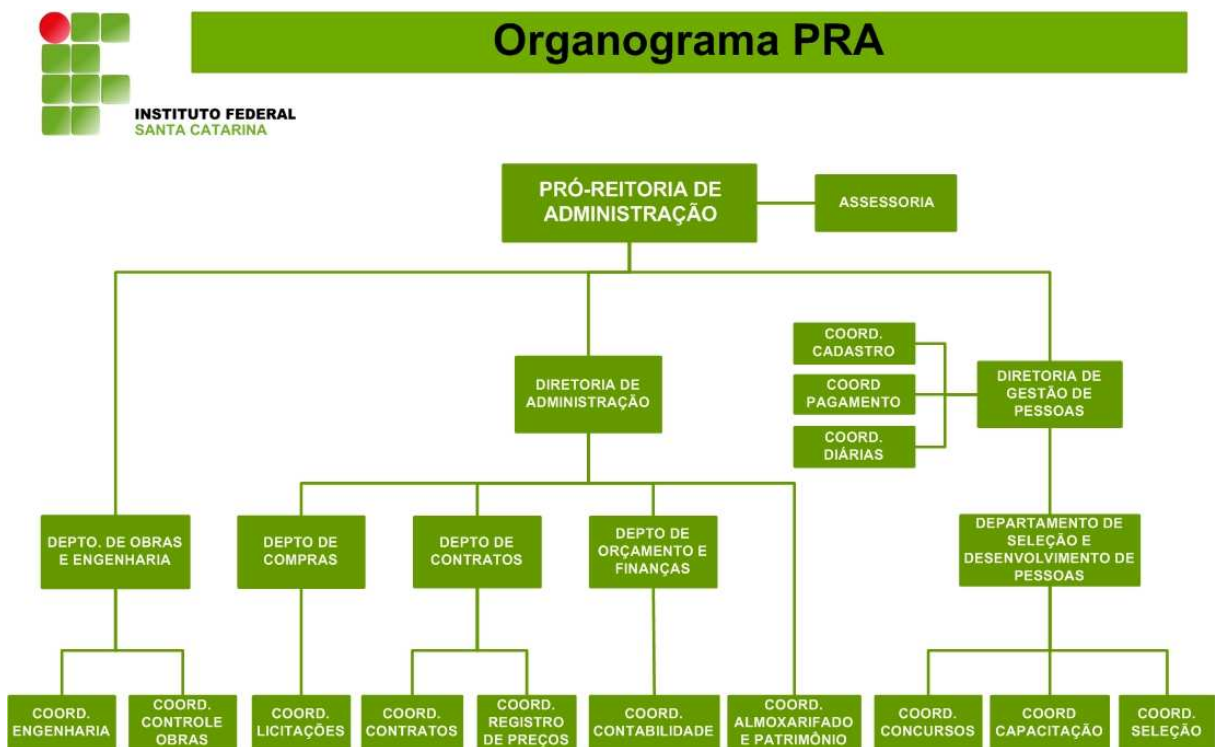 Organograma PRA
INSTITUTO FEDERAL
SANTA CATARINA
PRÓ-REITORIA DE
ADMINISTRAÇÃO
ASSESSORIA
COORD.
CADASTRO
COORD
PAGAMENTO
COORD.
DIÁRIAS
DIRETORIA DE
ADMINISTRAÇÃO
DIRETORIA DE
GESTÃO DE
PESSOAS
DEPTO. DE OBRAS
E ENGENHARIA
DEPTO DE
COMPRAS
DEPTO DE
CONTRATOS
DEPTO DE
ORÇAMENTO E
FINANÇAS
DEPARTAMENTO DE
SELEÇÃO E
DESENVOLVIMENTO DE
PESSOAS
COORD.
ENGENHARIA
COORD.
CONTROLE
OBRAS
COORD.
LICITAÇÕES
COORD.
CONTRATOS
COORD.
REGISTRO
DE PREÇOS
COORD.
CONTABILIDADE
COORD.
ALMOXARIFADO
E PATRIMÔNIO
COORD.
CONCURSOS
COORD
CAPACITAÇÃO
COORD.
SELEÇÃO